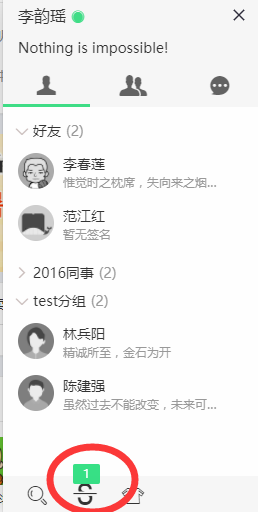 李韵瑶
Nothing is impossible!
好友 (2)
李春莲
惟觉时之枕席，失向来之烟...
范江红
暂无签名
2016同事 (2)
test分组 (2)
林兵阳
精诚所至，金石为开
陈建强
虽然过去不能改变，未来可...
1